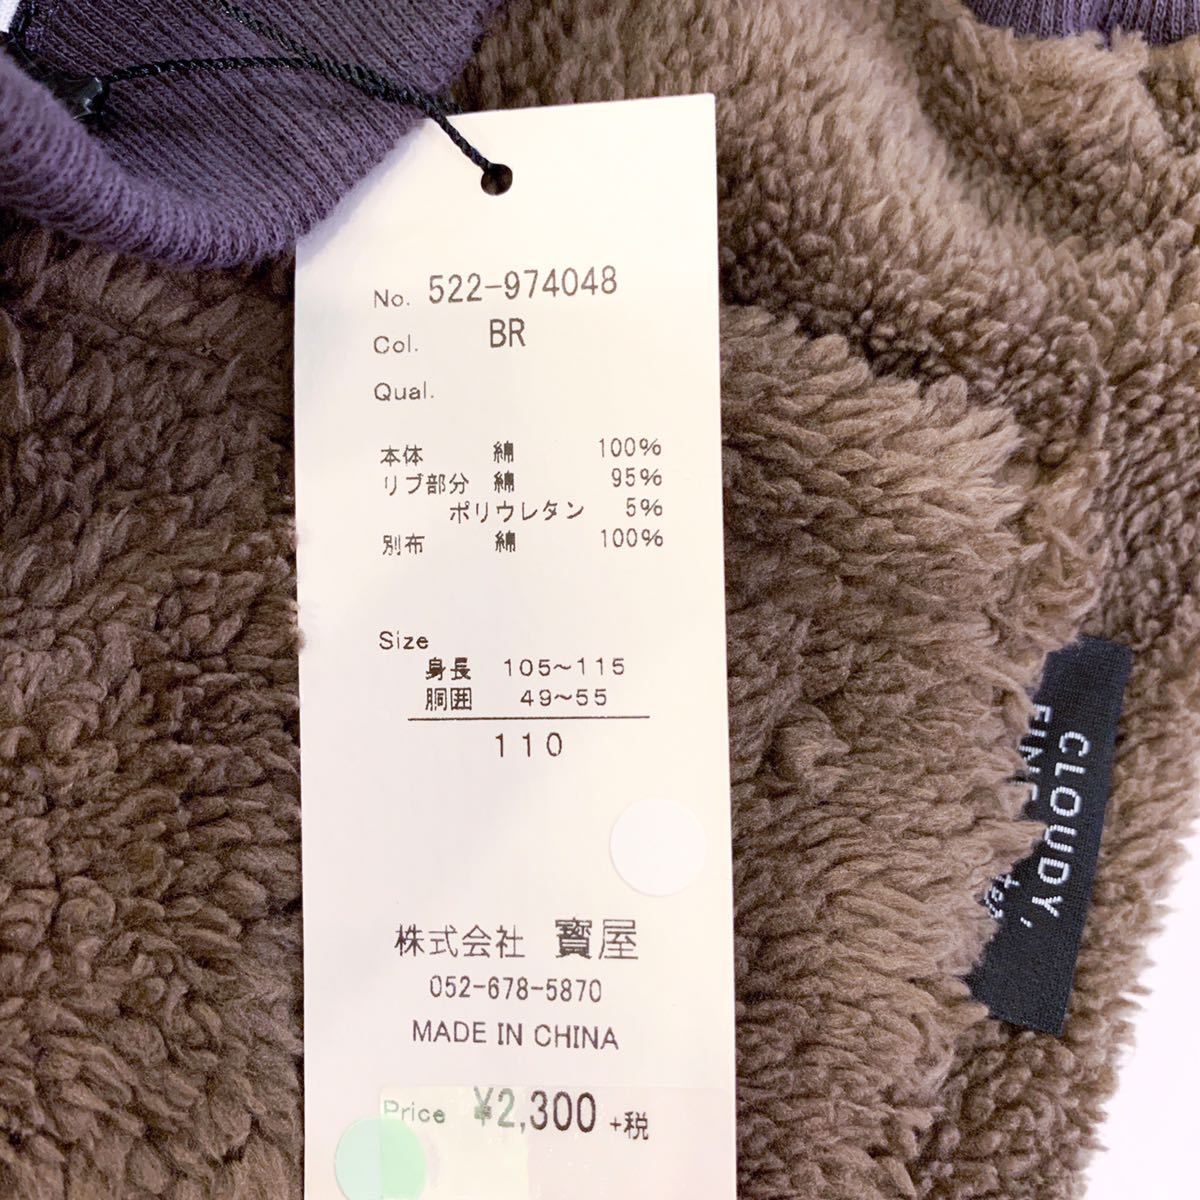 No. 522-974048
Col. BR
Qual.
本体 綿 100%
リブ部分 綿 95%
ポリウレタン 5%
別布 綿 100%
Size
身長 105~115
胴囲 49~55
110
株式会社 寶屋
052-678-5870
MADE IN CHINA
Price ¥2,300 +税
CLOUDY,